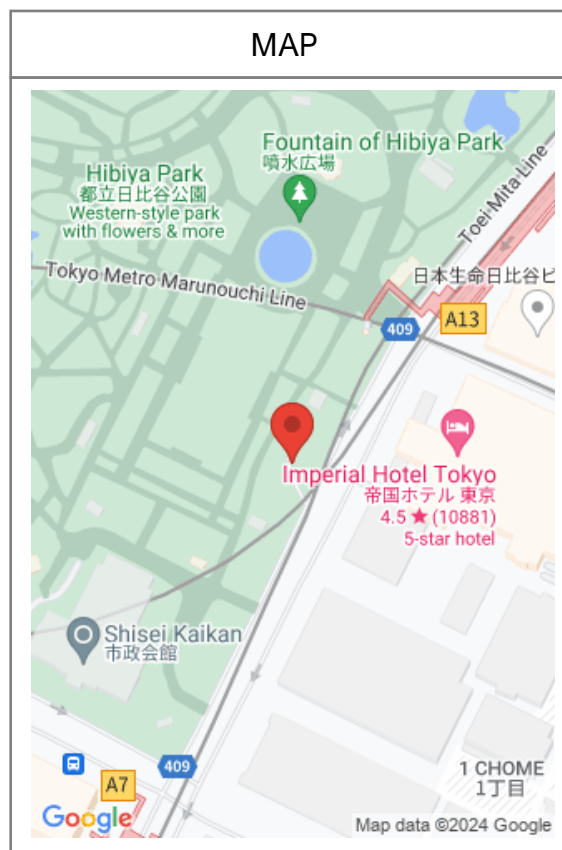 MAP
Fountain of Hibiya Park
噴水広場
Hibiya Park
都立日比谷公園
Western-style park
with flowers & more
Toei Mita Line
Tokyo Metro Marunouchi Line
日本生命日比谷ビ
A13
409
Imperial Hotel Tokyo
帝国ホテル 東京
4.5 ★ (10881)
5-star hotel
Shisei Kaikan
市政会館
409
A7
1 CHOME
1丁目
Google
Map data ©2024 Google